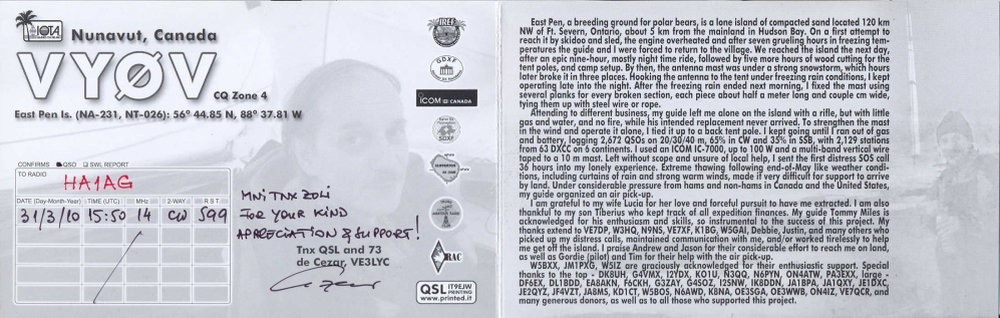 IOTA
Nunavut, Canada
VYØV
CQ Zone 4
East Pen Is. (NA-231, NT-026): 56° 44.85 N, 88° 37.81 W
CONFIRMS QSO SWL REPORT
TO RADIO
HA1AG
DATE (Day-Month-Year) TIME (UTC) MHz 2-WAY R S T
31/3/10 15:50 14 CW 599
MNI TNX ZOLI
FOR YOUR KIND
APPRECIATION & SUPPORT!
Tnx QSL and 73
de Cezar, VE3LYC
IREF
GDXF
ICOM CANADA
RAC
QSL IT9EJW
PRINTING
www.printed.it
East Pen, a breeding ground for polar bears, is a lone island of compacted sand located 120 km
NW of Ft. Severn, Ontario, about 5 km from the mainland in Hudson Bay. On a first attempt to
reach it by skidoo and sled, the engine overheated and after seven grueling hours in freezing tem-
peratures the guide and I were forced to return to the village. We reached the island the next day,
after an epic nine-hour, mostly night time ride, followed by five more hours of wood cutting for the
tent poles, and camp setup. By then, the antenna mast was under a strong snowstorm, which hours
later broke it in three places. Hooking the antenna to the tent under freezing rain conditions, I kept
operating late into the night. After the freezing rain ended next morning, I fixed the mast using
several planks for every broken section, each piece about half a meter long and couple cm wide,
tying them up with steel wire or rope.
Attending to different business, my guide left me alone on the island with a rifle, but with little
gas and water, and no fire, while his intended replacement never arrived. To strengthen the mast
in the wind and operate it alone, I tied it up to a back tent pole. I kept going until I ran out of gas
and battery, logging 2,672 QSOs on 20/30/40 m, 65% in CW and 35% in SSB, with 2,129 stations
from 63 DXCC on 6 continents. I used an ICOM IC-7000, up to 100 W and a multi-band vertical wire
taped to a 10 m mast. Left without scope and unsure of local help, I sent the first distress SOS call
36 hours into my lonely experience. Extreme thawing following end-of-May like weather condi-
tions, including curtains of rain and strong warm winds, made it very difficult for support to arrive
by land. Under considerable pressure from hams and non-hams in Canada and the United States,
my guide organized an air pick-up.
I am grateful to my wife Lucia for her love and forceful pursuit to have me extracted. I am also
thankful to my son Tiberius who kept track of all expedition finances. My guide Tommy Miles is
acknowledged for his enthusiasm and skills, so instrumental to the success of this project. My
thanks extend to VE7DP, W3HQ, N9NS, VE7XF, K1BG, W5GAI, Debbie, Justin, and many others who
picked up my distress calls, maintained communication with me, and/or worked tirelessly to help
me get off the island. I praise Andrew and Jason for their considerable effort to reach me on land,
as well as Gordie (pilot) and Tim for their help with the air pick-up.
W5BXX, JM1PXG, W5IZ are graciously acknowledged for their enthusiastic support. Special
thanks to the top - DK8UH, G4VMX, I2YDX, KO1U, N3QQ, N6PYN, ON4ATW, PA3EXX, large -
DF6EX, DL1BDD, EA8AKN, F6CKH, G3ZAY, G4SOZ, I2SNW, IK8DDN, JA1BPA, JA1QXY, JE1DXC,
JE2QYZ, JF4VZT, JA8MS, KD1CT, W5BOS, N6AWD, K8NA, OE3SGA, OE3WWB, ON4IZ, VE7QCR, and
many generous donors, as well as to all those who supported this project.